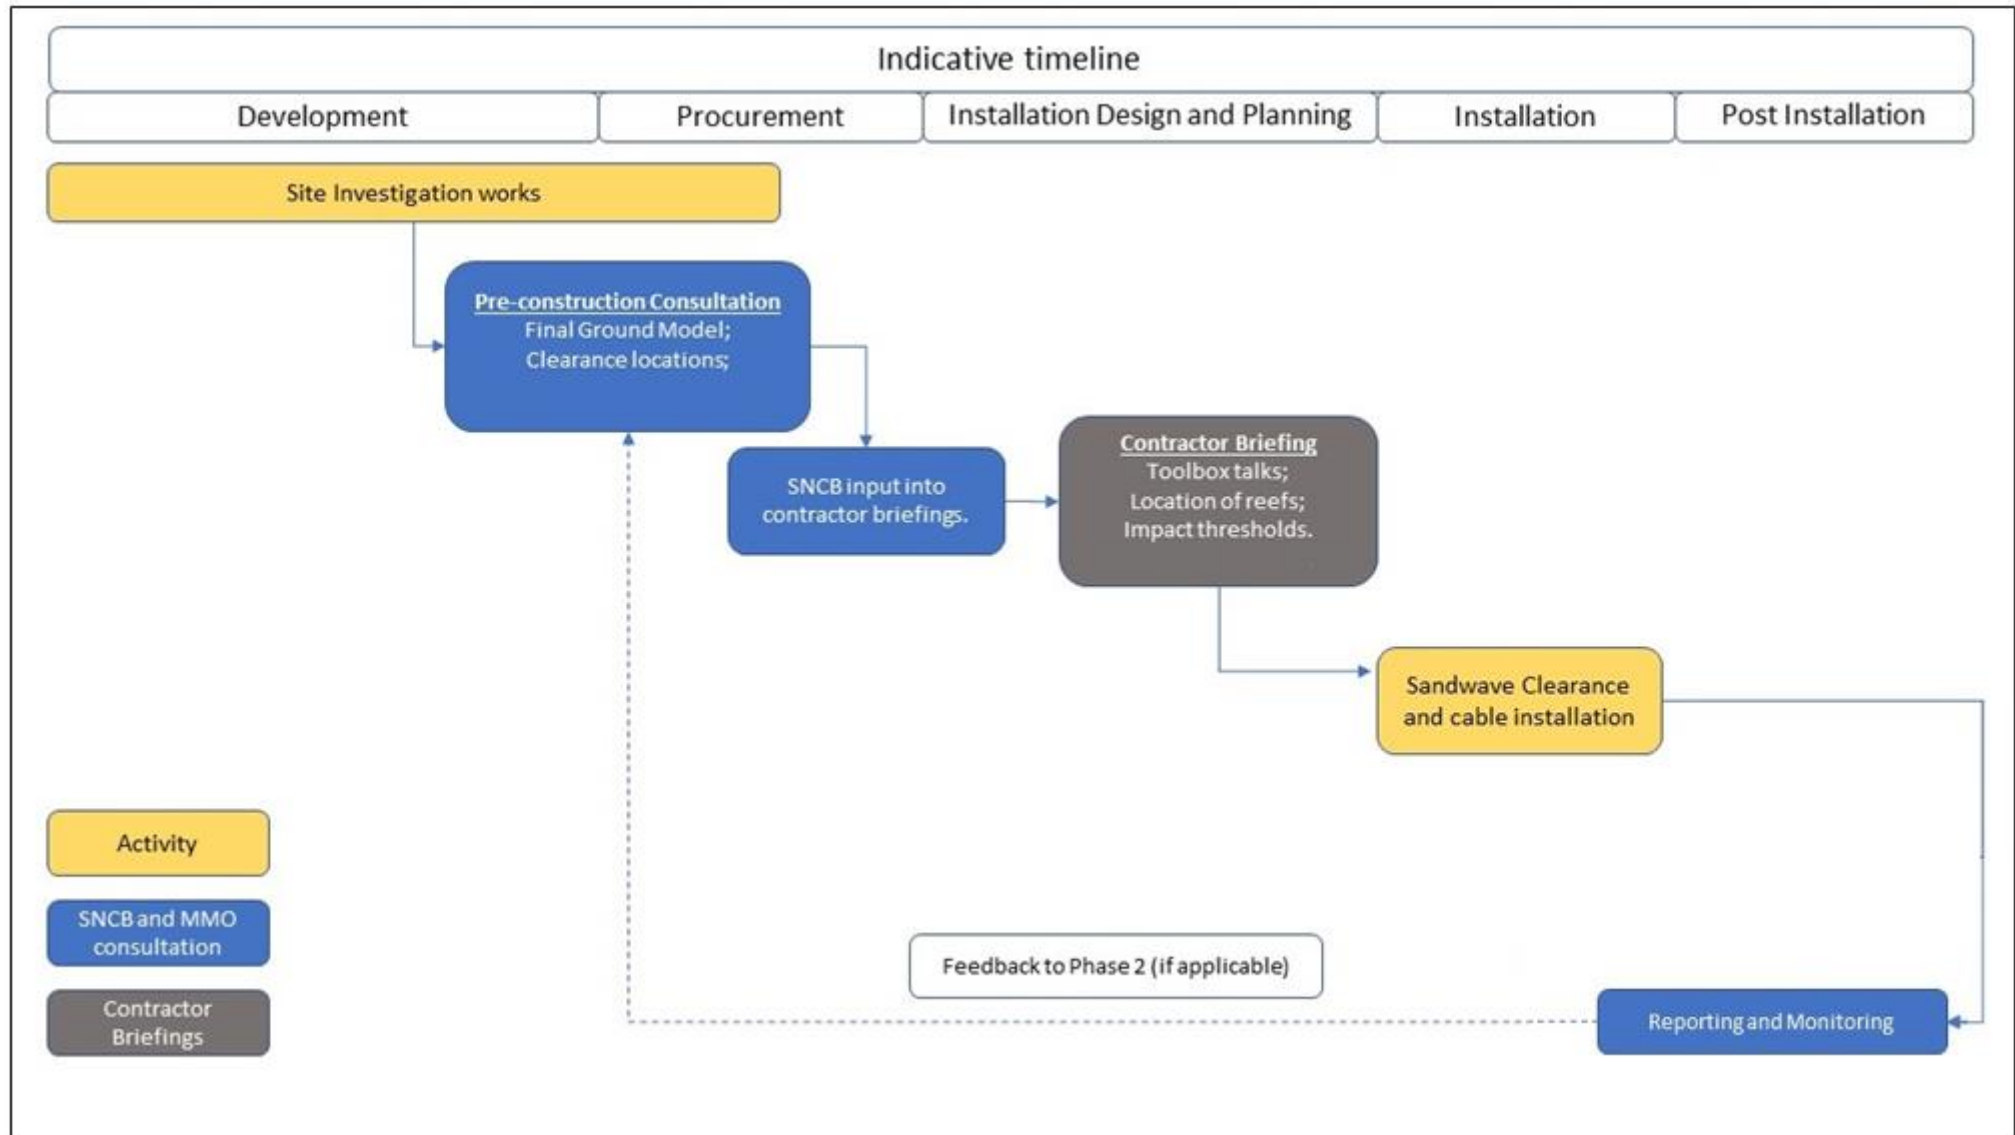 Indicative timeline
Development
Procurement
Installation Design and Planning
Installation
Post Installation
Site Investigation works
Pre-construction Consultation
Final Ground Model;
Clearance locations;
SNCB input into
contractor briefings.
Contractor Briefing
Toolbox talks;
Location of reefs;
Impact thresholds.
Sandwave Clearance
and cable installation
Activity
SNCB and MMO
consultation
Contractor
Briefings
Feedback to Phase 2 (if applicable)
Reporting and Monitoring